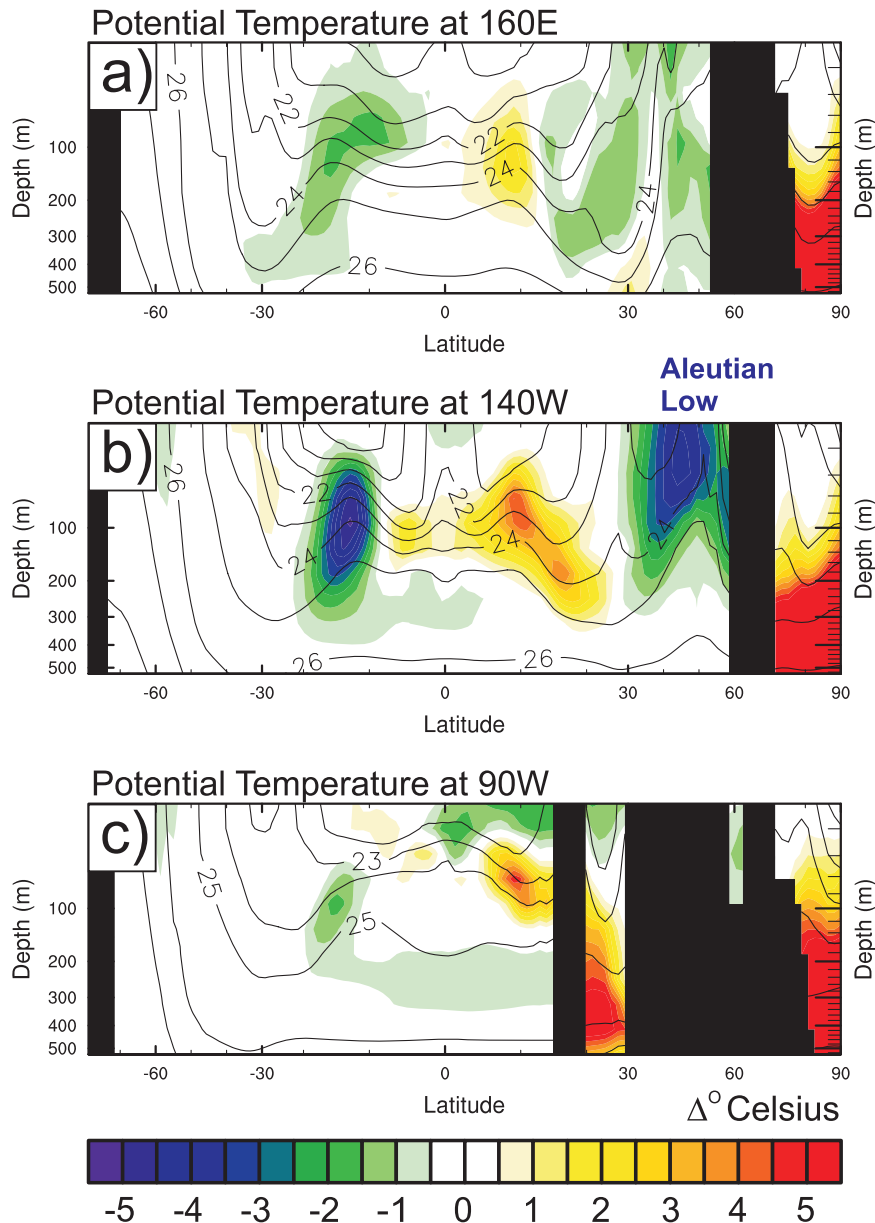 Potential Temperature at 160E
a)
26
22
22
24
24
24
26
Depth (m)
100
200
300
400
500
Depth (m)
-60 -30 0 30 60 90
Latitude
Aleutian
Low
Potential Temperature at 140W
b)
26
22
22
24
24
24
26
26
Depth (m)
100
200
300
400
500
Depth (m)
-60 -30 0 30 60 90
Latitude
Potential Temperature at 90W
c)
25
23
25
Depth (m)
100
200
300
400
500
Depth (m)
-60 -30 0 30 60 90
Latitude
Δ° Celsius
-5 -4 -3 -2 -1 0 1 2 3 4 5